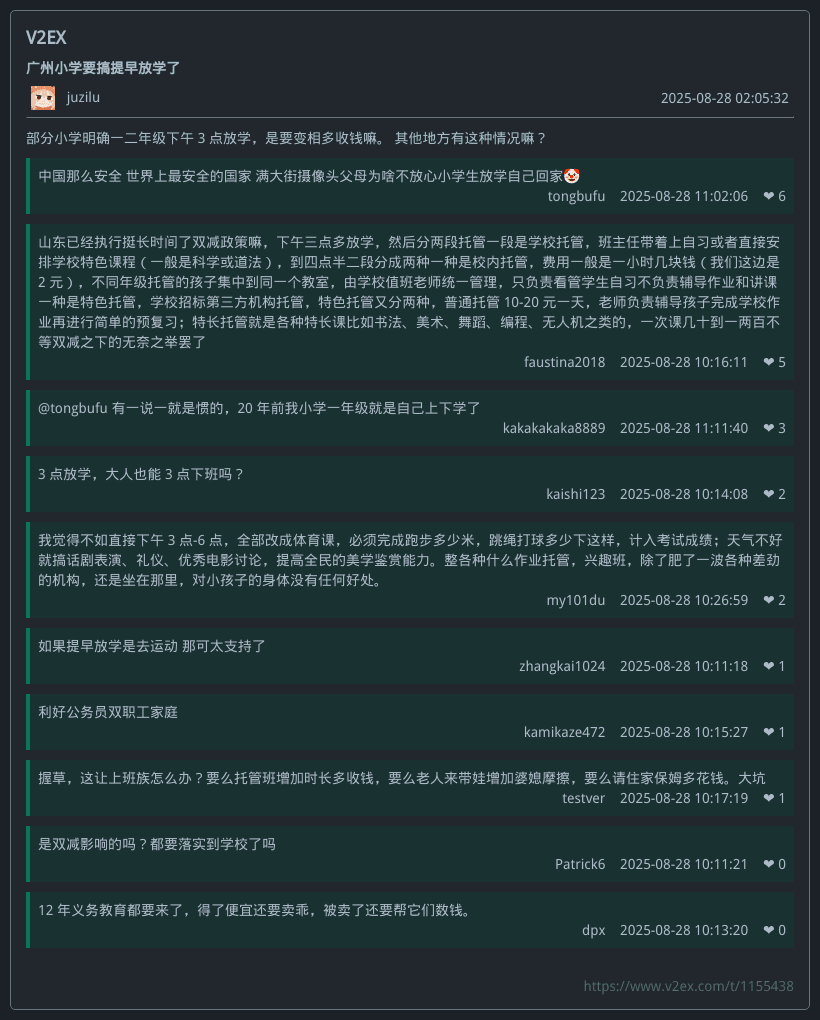 V2EX
广州小学要搞提早放学了
juzilu 2025-08-28 02:05:32
部分小学明确一二年级下午 3 点放学，是要变相多收钱嘛。 其他地方有这种情况嘛？
中国那么安全 世界上最安全的国家 满大街摄像头父母为啥不放心小学生放学自己回家🤡
tongbufu 2025-08-28 11:02:06 ❤ 6
山东已经执行挺长时间了双减政策嘛，下午三点多放学，然后分两段托管一段是学校托管，班主任带着上自习或者直接安
排学校特色课程（一般是科学或道法），到四点半二段分成两种一种是校内托管，费用一般是一小时几块钱（我们这边是
2 元），不同年级托管的孩子集中到同一个教室，由学校值班老师统一管理，只负责看管学生自习不负责辅导作业和讲课
一种是特色托管，学校招标第三方机构托管，特色托管又分两种，普通托管 10-20 元一天，老师负责辅导孩子完成学校作
业再进行简单的预复习；特长托管就是各种特长课比如书法、美术、舞蹈、编程、无人机之类的，一次课几十到一两百不
等双减之下的无奈之举罢了
faustina2018 2025-08-28 10:16:11 ❤ 5
@tongbufu 有一说一就是惯的，20 年前我小学一年级就是自己上下学了
kakakakaka8889 2025-08-28 11:11:40 ❤ 3
3 点放学，大人也能 3 点下班吗？
kaishi123 2025-08-28 10:14:08 ❤ 2
我觉得不如直接下午 3 点-6 点，全部改成体育课，必须完成跑步多少米，跳绳打球多少下这样，计入考试成绩；天气不好
就搞话剧表演、礼仪、优秀电影讨论，提高全民的美学鉴赏能力。整各种什么作业托管，兴趣班，除了肥了一波各种差劲
的机构，还是坐在那里，对小孩子的身体没有任何好处。
my101du 2025-08-28 10:26:59 ❤ 2
如果提早放学是去运动 那可太支持了
zhangkai1024 2025-08-28 10:11:18 ❤ 1
利好公务员双职工家庭
kamikaze472 2025-08-28 10:15:27 ❤ 1
握草，这让上班族怎么办？要么托管班增加时长多收钱，要么老人来带娃增加婆媳摩擦，要么请住家保姆多花钱。大坑
testver 2025-08-28 10:17:19 ❤ 1
是双减影响的吗？都要落实到学校了吗
Patrick6 2025-08-28 10:11:21 ❤ 0
12 年义务教育都要来了，得了便宜还要卖乖，被卖了还要帮它们数钱。
dpx 2025-08-28 10:13:20 ❤ 0
https://www.v2ex.com/t/1155438